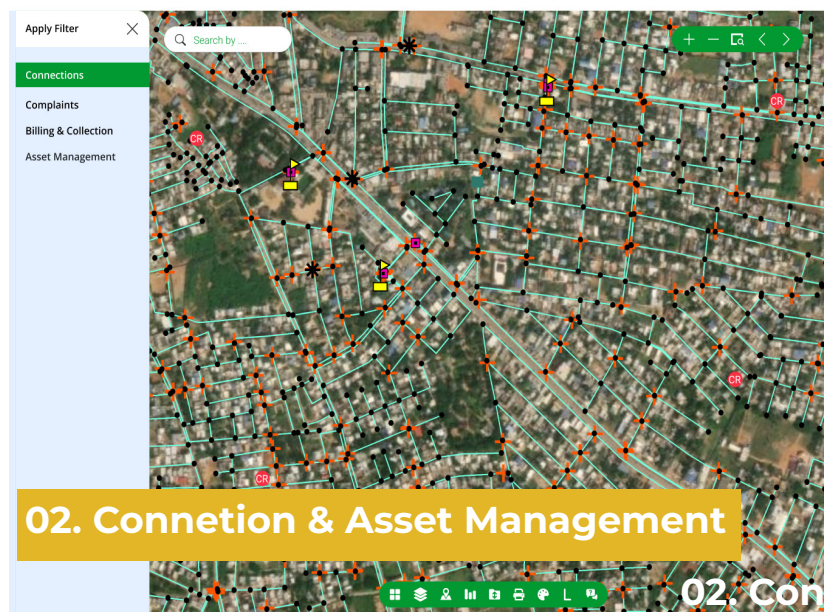 Apply Filter
Search by ....
Connections
Complaints
Billing & Collection
Asset Management
CR
CR
CR
CR
02. Connetion & Asset Management
L
02. Con